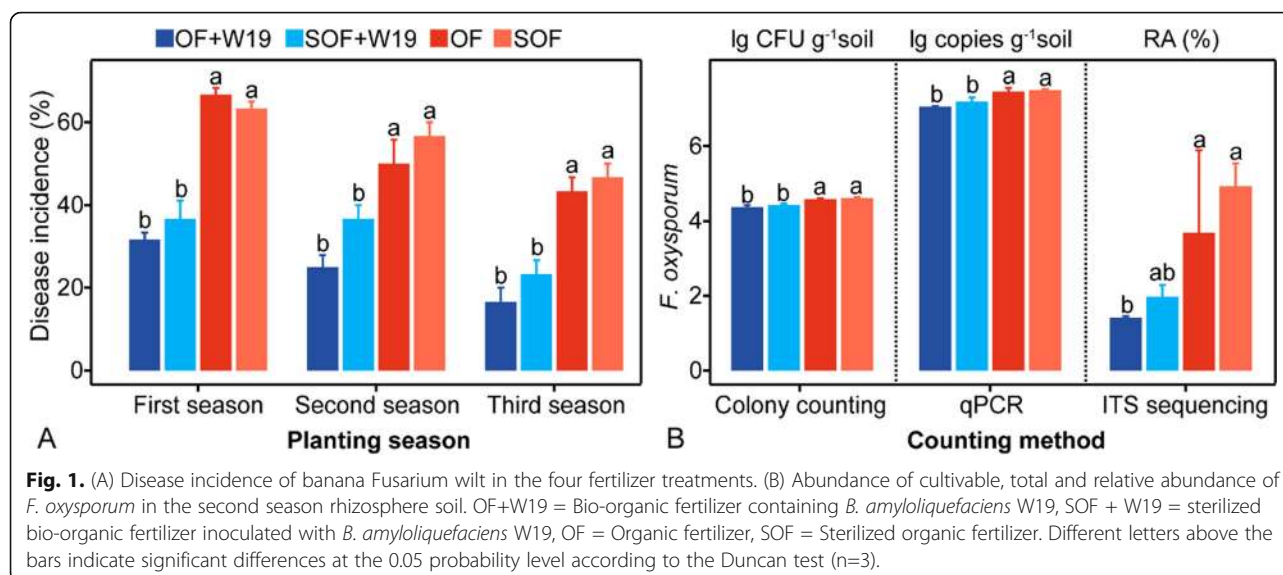 OF+W19 SOF+W19 OF SOF
lg CFU g⁻¹soil lg copies g⁻¹soil RA (%)
Disease incidence (%)
60
40
20
0
b b a a
b b a a
b b a a
First season Second season Third season
A Planting season
F. oxysporum
6
4
2
0
b b a a
b b a a
b ab a a
Colony counting qPCR ITS sequencing
B Counting method
Fig. 1. (A) Disease incidence of banana Fusarium wilt in the four fertilizer treatments. (B) Abundance of cultivable, total and relative abundance of
F. oxysporum in the second season rhizosphere soil. OF+W19 = Bio-organic fertilizer containing B. amyloliquefaciens W19, SOF + W19 = sterilized
bio-organic fertilizer inoculated with B. amyloliquefaciens W19, OF = Organic fertilizer, SOF = Sterilized organic fertilizer. Different letters above the
bars indicate significant differences at the 0.05 probability level according to the Duncan test (n=3).